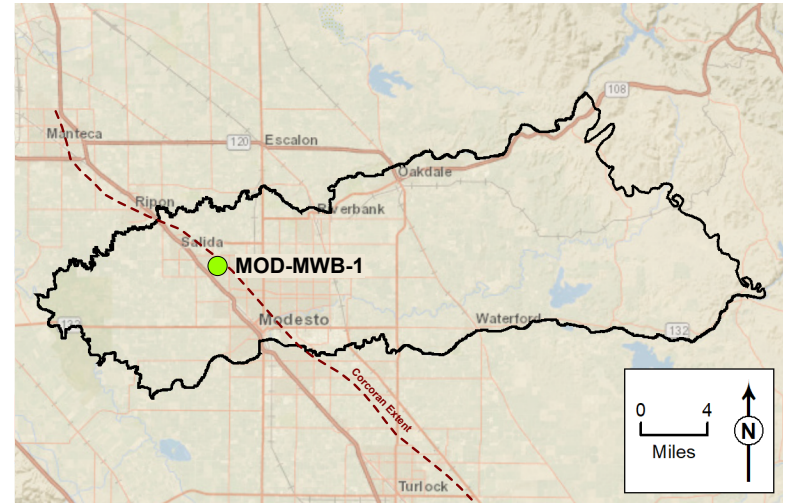 108
Manteca
120
Escalon
Oakdale
Ripon
Riverbank
Salida
MOD-MWB-1
132
Modesto
Waterford
132
Corcoran Extent
Turlock
0 4
Miles
N